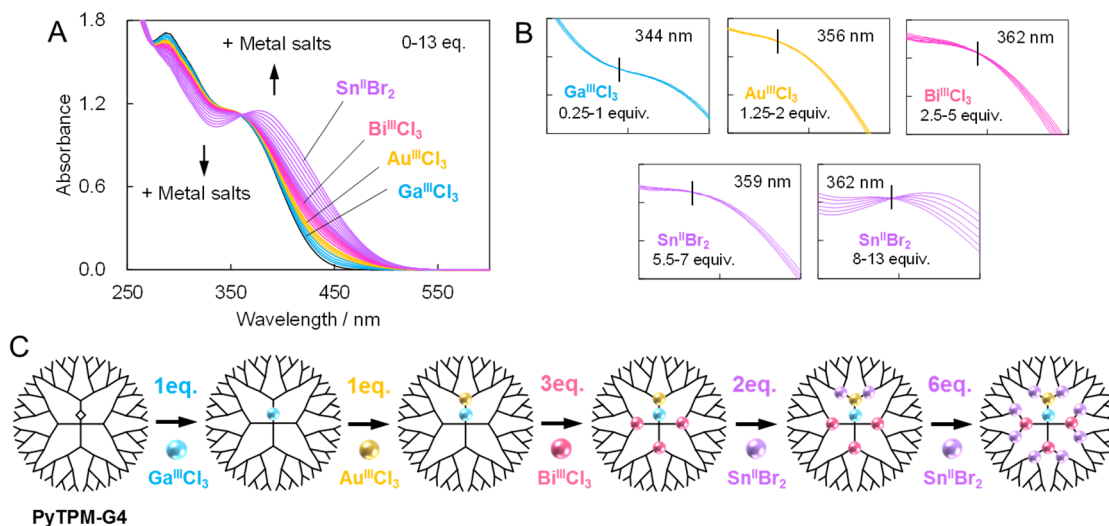 A
1.8
1.2
0.6
0.0
Absorbance
250
350
450
550
Wavelength / nm
+ Metal salts
0-13 eq.
Sn^II Br₂
Bi^III Cl₃
Au^III Cl₃
Ga^III Cl₃
+ Metal salts
B
344 nm
Ga^III Cl₃
0.25-1 equiv.
356 nm
Au^III Cl₃
1.25-2 equiv.
362 nm
Bi^III Cl₃
2.5-5 equiv.
359 nm
Sn^II Br₂
5.5-7 equiv.
362 nm
Sn^II Br₂
8-13 equiv.
C
1eq.
Ga^III Cl₃
1eq.
Au^III Cl₃
3eq.
Bi^III Cl₃
2eq.
Sn^II Br₂
6eq.
Sn^II Br₂
PyTPM-G4